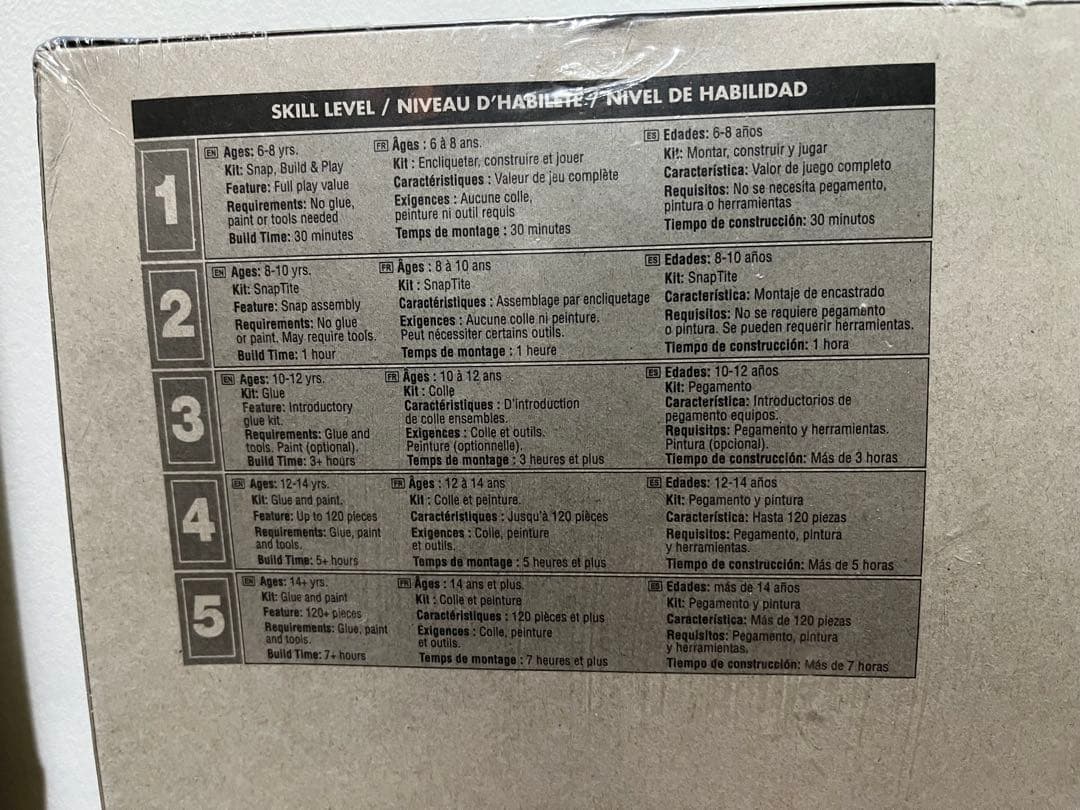 SKILL LEVEL / NIVEAU D'HABILETÉ / NIVEL DE HABILIDAD
1
EN Ages: 6-8 yrs.
Kit: Snap, Build & Play
Feature: Full play value
Requirements: No glue,
paint or tools needed
Build Time: 30 minutes
FR Âges : 6 à 8 ans.
Kit : Encliqueter, construire et jouer
Caractéristiques : Valeur de jeu complète
Exigences : Aucune colle,
peinture ni outil requis
Temps de montage : 30 minutes
ES Edades: 6-8 años
Kit: Montar, construir y jugar
Característica: Valor de juego completo
Requisitos: No se necesita pegamento,
pintura o herramientas
Tiempo de construcción: 30 minutos
2
EN Ages: 8-10 yrs.
Kit: SnapTite
Feature: Snap assembly
Requirements: No glue
or paint. May require tools.
Build Time: 1 hour
FR Âges : 8 à 10 ans
Kit : SnapTite
Caractéristiques : Assemblage par encliquetage
Exigences : Aucune colle ni peinture.
Peut nécessiter certains outils.
Temps de montage : 1 heure
ES Edades: 8-10 años
Kit: SnapTite
Característica: Montaje de encastrado
Requisitos: No se requiere pegamento
o pintura. Se pueden requerir herramientas.
Tiempo de construcción: 1 hora
3
EN Ages: 10-12 yrs.
Kit: Glue
Feature: Introductory
glue kit.
Requirements: Glue and
tools. Paint (optional).
Build Time: 3+ hours
FR Âges : 10 à 12 ans
Kit : Colle
Caractéristiques : D'introduction
de colle ensembles.
Exigences : Colle et outils.
Peinture (optionnelle).
Temps de montage : 3 heures et plus
ES Edades: 10-12 años
Kit: Pegamento
Característica: Introductorios de
pegamento equipos.
Requisitos: Pegamento y herramientas.
Pintura (opcional).
Tiempo de construcción: Más de 3 horas
4
EN Ages: 12-14 yrs.
Kit: Glue and paint.
Feature: Up to 120 pieces
Requirements: Glue, paint
and tools.
Build Time: 5+ hours
FR Âges : 12 à 14 ans
Kit : Colle et peinture.
Caractéristiques : Jusqu'à 120 pièces
Exigences : Colle, peinture
et outils.
Temps de montage : 5 heures et plus
ES Edades: 12-14 años
Kit: Pegamento y pintura
Característica: Hasta 120 piezas
Requisitos: Pegamento, pintura
y herramientas.
Tiempo de construcción: Más de 5 horas
5
EN Ages: 14+ yrs.
Kit: Glue and paint
Feature: 120+ pieces
Requirements: Glue, paint
and tools.
Build Time: 7+ hours
FR Âges : 14 ans et plus.
Kit : Colle et peinture
Caractéristiques : 120 pièces et plus
Exigences : Colle, peinture
et outils.
Temps de montage : 7 heures et plus
ES Edades: más de 14 años
Kit: Pegamento y pintura
Característica: Más de 120 piezas
Requisitos: Pegamento, pintura
y herramientas.
Tiempo de construcción: Más de 7 horas